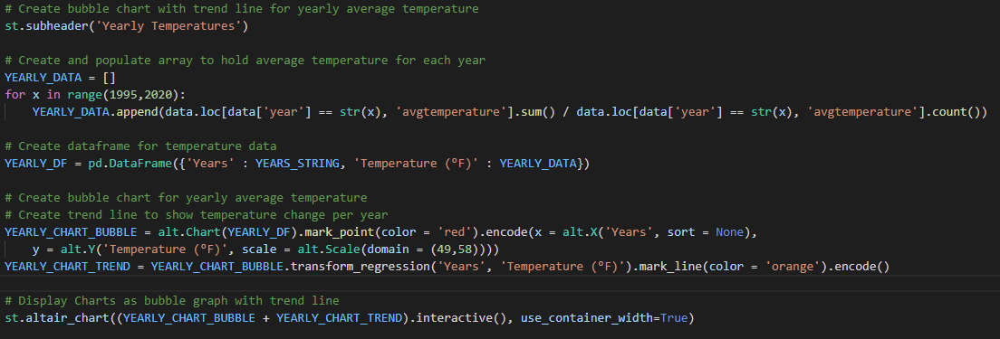 # Create bubble chart with trend line for yearly average temperature
st.subheader('Yearly Temperatures')
# Create and populate array to hold average temperature for each year
YEARLY_DATA = []
for x in range(1995,2020):
    YEARLY_DATA.append(data.loc[data['year'] == str(x), 'avgtemperature'].sum() / data.loc[data['year'] == str(x), 'avgtemperature'].count())
# Create dataframe for temperature data
YEARLY_DF = pd.DataFrame({'Years' : YEARS_STRING, 'Temperature (°F)' : YEARLY_DATA})
# Create bubble chart for yearly average temperature
# Create trend line to show temperature change per year
YEARLY_CHART_BUBBLE = alt.Chart(YEARLY_DF).mark_point(color = 'red').encode(x = alt.X('Years', sort = None),
    y = alt.Y('Temperature (°F)', scale = alt.Scale(domain = (49,58))))
YEARLY_CHART_TREND = YEARLY_CHART_BUBBLE.transform_regression('Years', 'Temperature (°F)').mark_line(color = 'orange').encode()
# Display Charts as bubble graph with trend line
st.altair_chart((YEARLY_CHART_BUBBLE + YEARLY_CHART_TREND).interactive(), use_container_width=True)